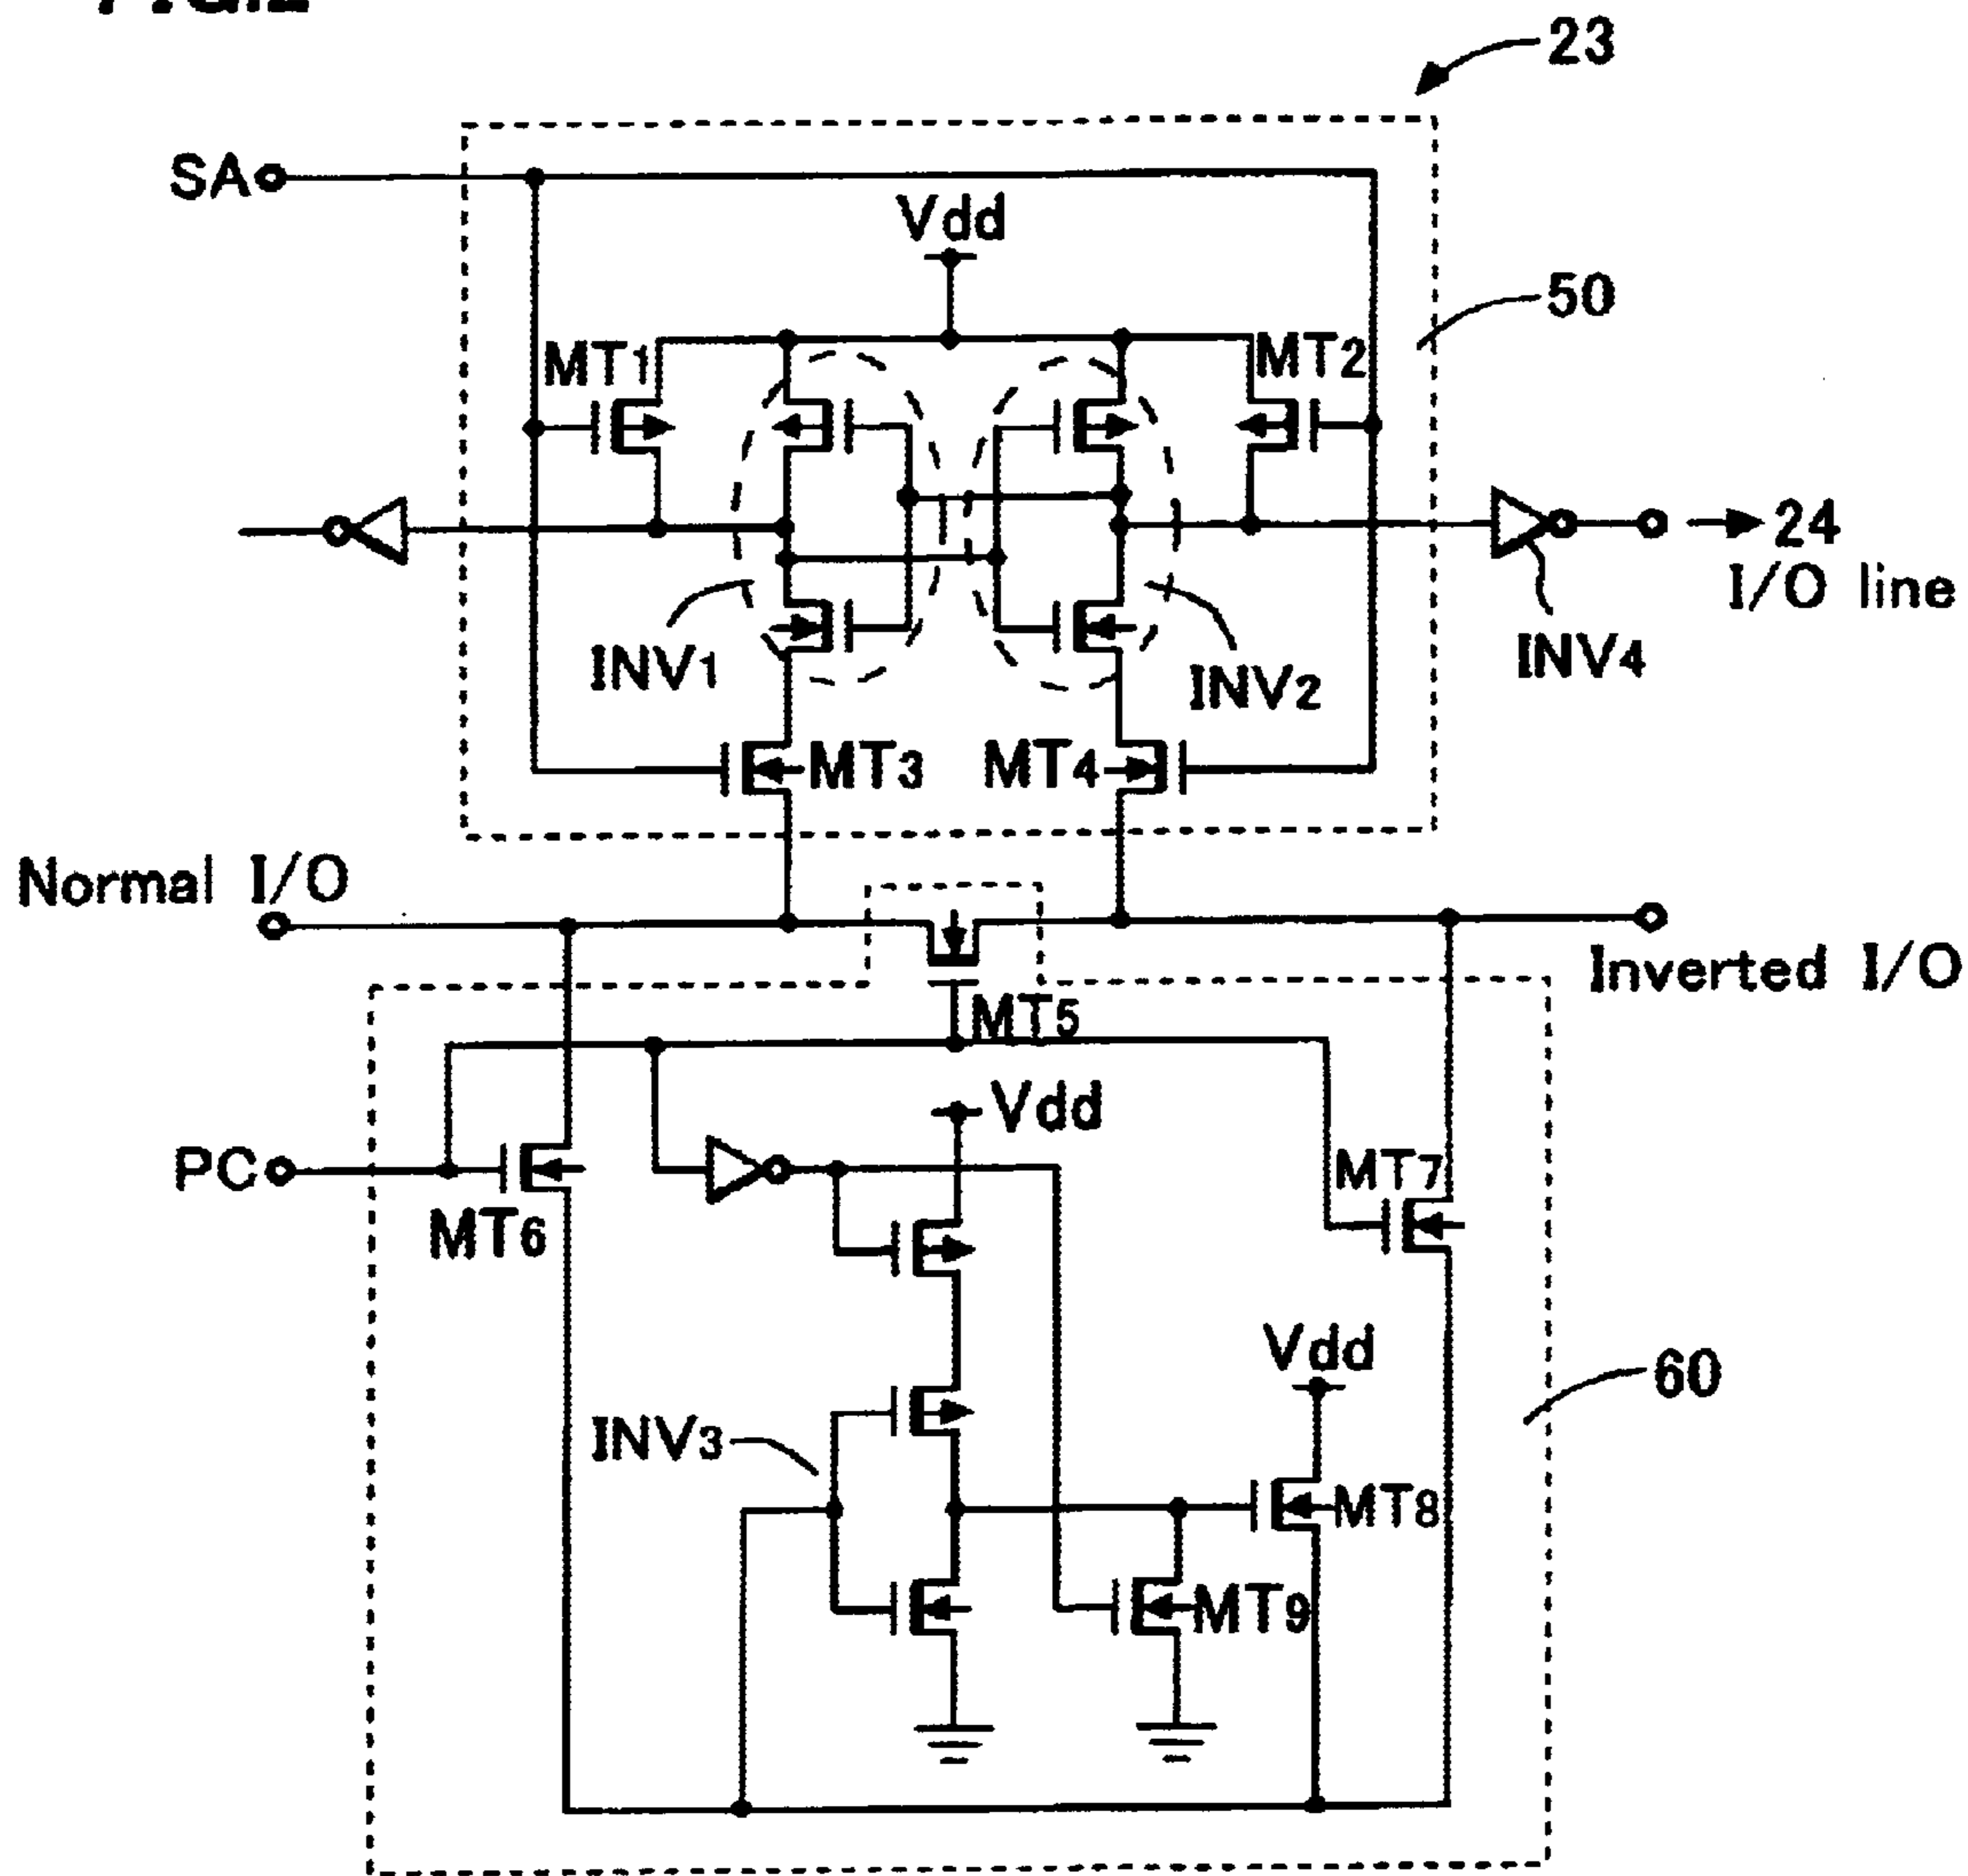 23
SA
Vdd
50
MT1
MT2
24
I/O line
INV1
INV2
INV4
MT3
MT4
Normal I/O
Inverted I/O
MT5
Vdd
PC
MT6
MT7
Vdd
60
INV3
MT8
MT9